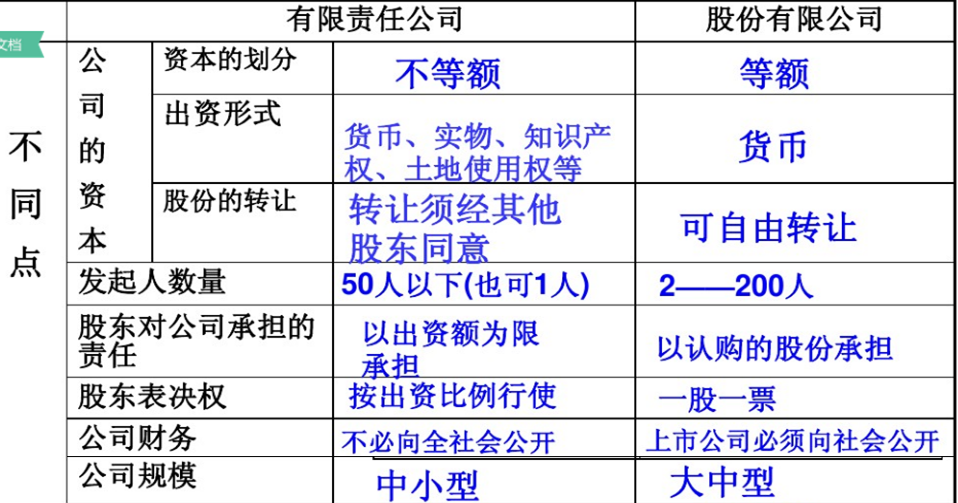 有限责任公司
股份有限公司
文档
不同点
公司的资本
资本的划分
不等额
等额
出资形式
货币、实物、知识产
权、土地使用权等
货币
股份的转让
转让须经其他
股东同意
可自由转让
发起人数量
50人以下(也可1人)
2——200人
股东对公司承担的
责任
以出资额为限
承担
以认购的股份承担
股东表决权
按出资比例行使
一股一票
公司财务
不必向全社会公开
上市公司必须向社会公开
公司规模
中小型
大中型